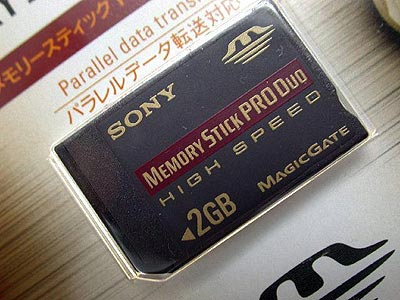 メモリースティック
Parallel data trans
パラレルデータ転送対応
SONY
MEMORY STICK PRO DUO
HIGH SPEED
MAGICGATE
2GB